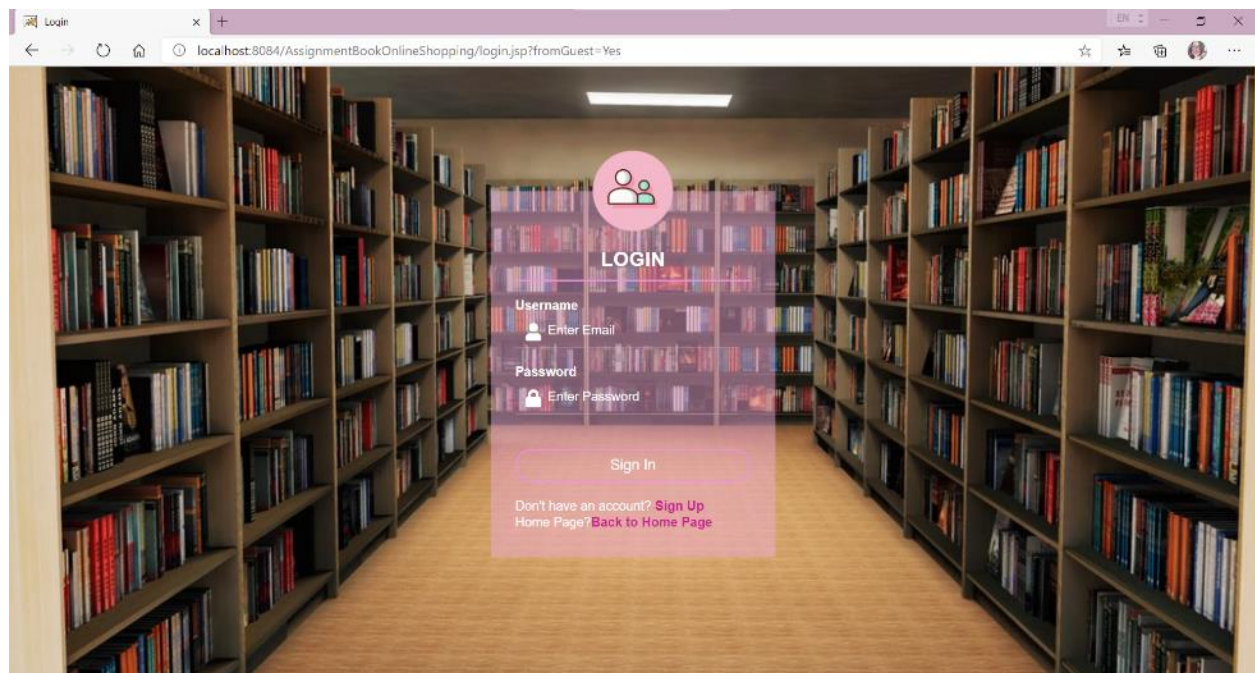 Login
EN
localhost:8084/AssignmentBookOnlineShopping/login.jsp?fromGuest=Yes
LOGIN
Username
Enter Email
Password
Enter Password
Sign In
Don't have an account? Sign Up
Home Page?Back to Home Page